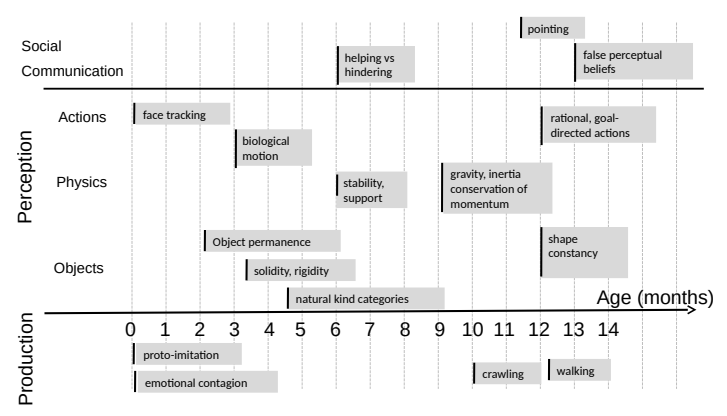 pointing
Social
Communication
helping vs
hindering
false perceptual
beliefs
Perception
Actions
face tracking
rational, goal-
directed actions
biological
motion
Physics
stability,
support
gravity, inertia
conservation of
momentum
Objects
Object permanence
shape
constancy
solidity, rigidity
natural kind categories
Age (months)
0 1 2 3 4 5 6 7 8 9 10 11 12 13 14
Production
proto-imitation
emotional contagion
crawling
walking